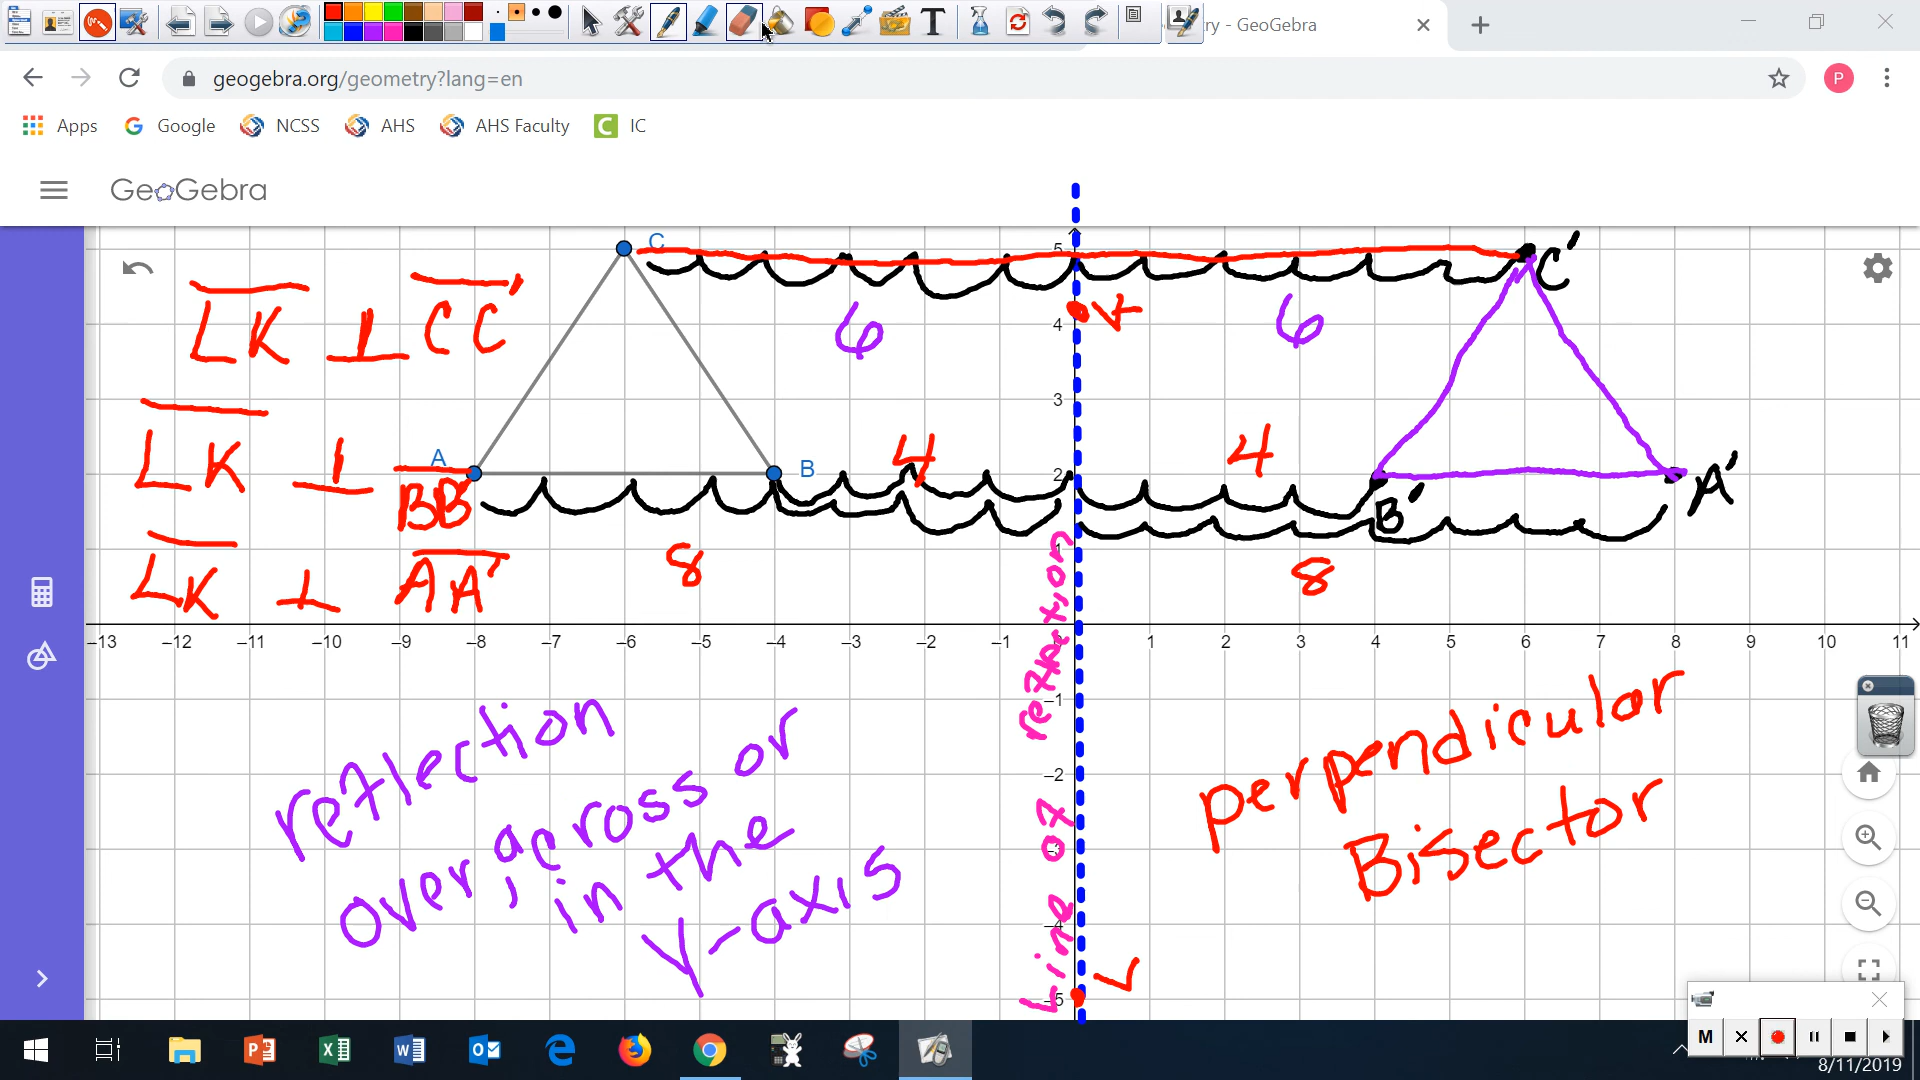 ry - GeoGebra
geogebra.org/geometry?lang=en
P
Apps
Google
NCSS
AHS
AHS Faculty
IC
GeoGebra
C
C'
LK ⊥ CC'
6
6
K
5
4
3
2
1
A
B
4
4
LK ⊥ BB'
B'
A'
LK ⊥ AA'
8
8
−13 −12 −11 −10 −9 −8 −7 −6 −5 −4 −3 −2 −1 1 2 3 4 5 6 7 8 9 10 11
−1
−2
−3
−4
−5
Line of reflection
reflection
over, across or
in the
y-axis
perpendicular
Bisector
L
M
8/11/2019